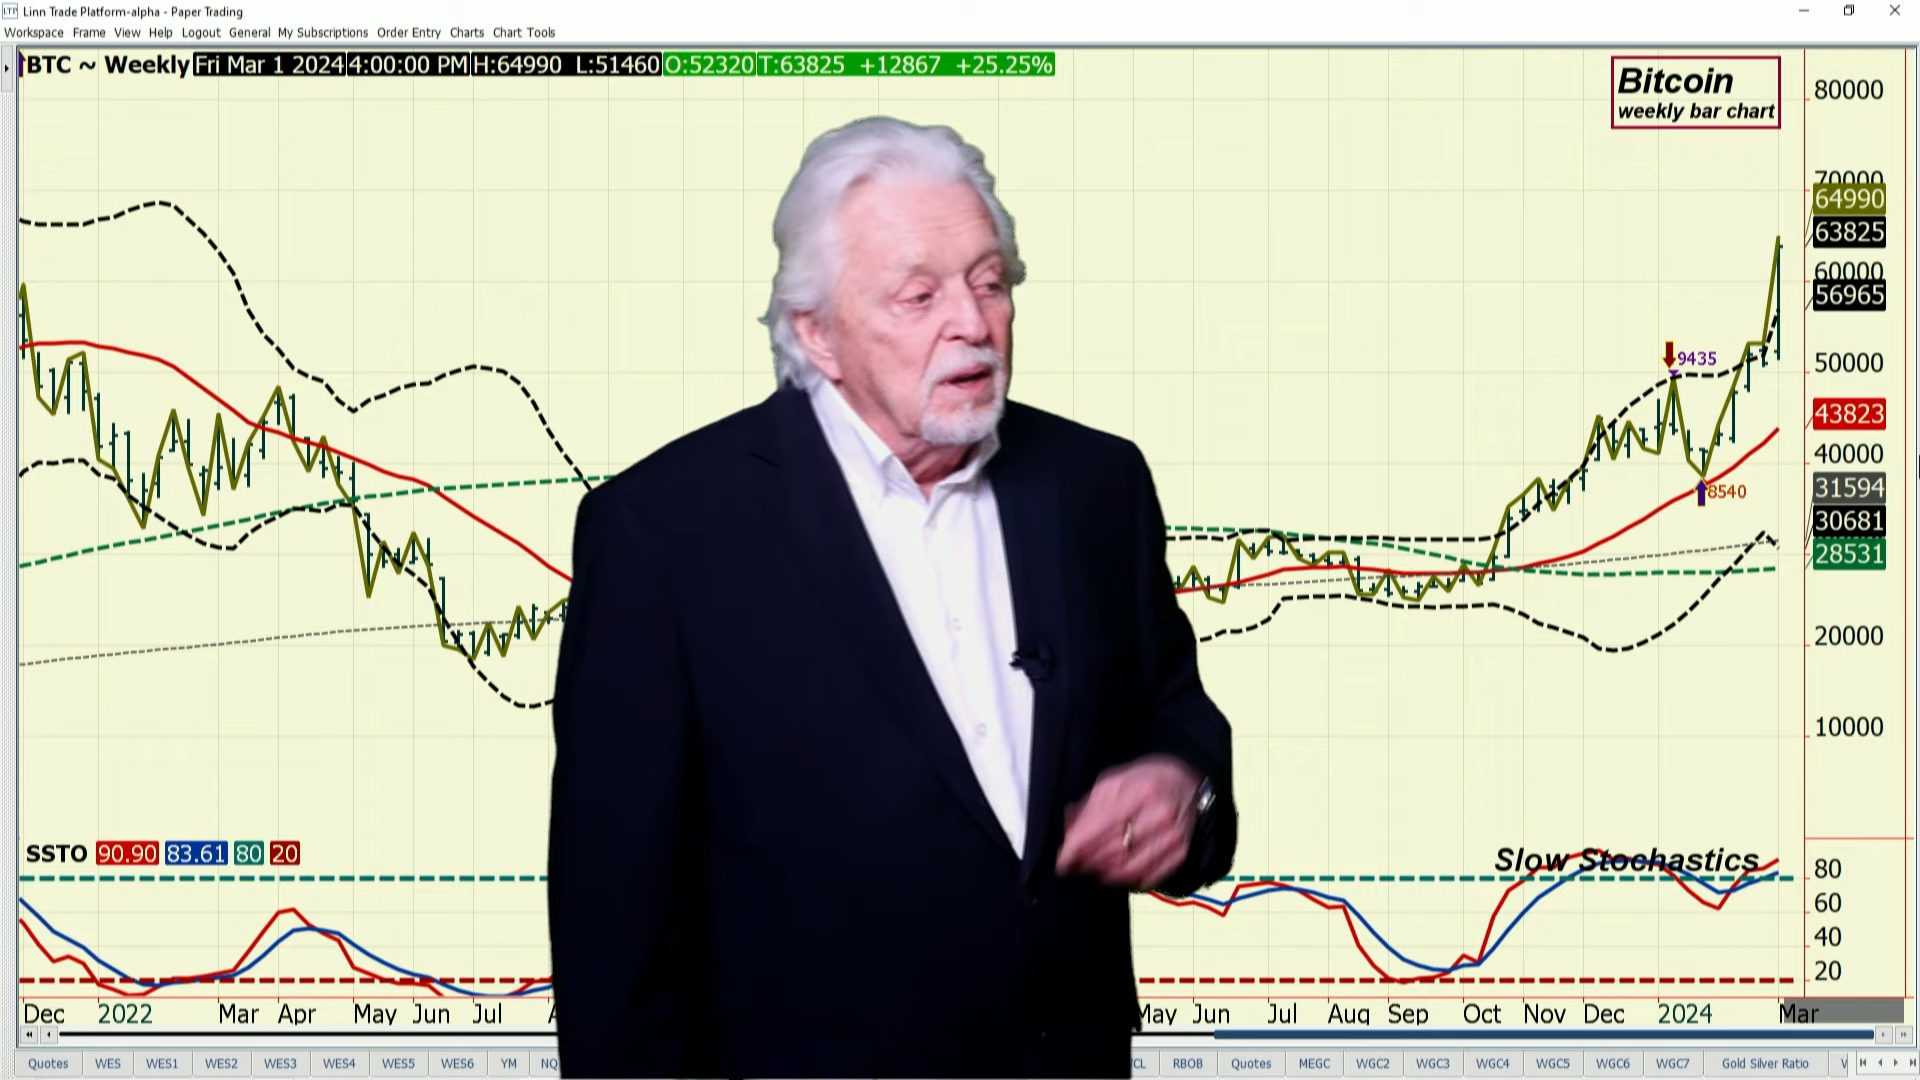 LTP Linn Trade Platform-alpha - Paper Trading
Workspace Frame View Help Logout General My Subscriptions Order Entry Charts Chart Tools
BTC ~ Weekly Fri Mar 1 2024 4:00:00 PM H:64990 L:51460 O:52320 T:63825 +12867 +25.25%
Bitcoin
weekly bar chart
80000
70000
64990
63825
60000
56965
9435
50000
43823
40000
31594
8540
30681
28531
20000
10000
SSTO 90.90 83.61 80 20
Slow Stochastics
80
60
40
20
Dec 2022 Mar Apr May Jun Jul May Jun Jul Aug Sep Oct Nov Dec 2024 Mar
Quotes WES WES1 WES2 WES3 WES4 WES5 WES6 YM NQ CL RBOB Quotes MEGC WGC2 WGC3 WGC4 WGC5 WGC6 WGC7 Gold Silver Ratio